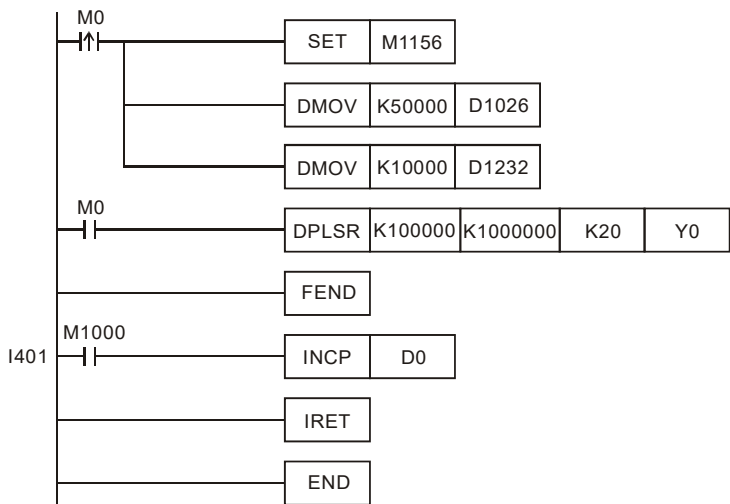 M0
SET M1156
DMOV K50000 D1026
DMOV K10000 D1232
M0
DPLSR K100000 K1000000 K20 Y0
FEND
M1000
I401 INCP D0
IRET
END